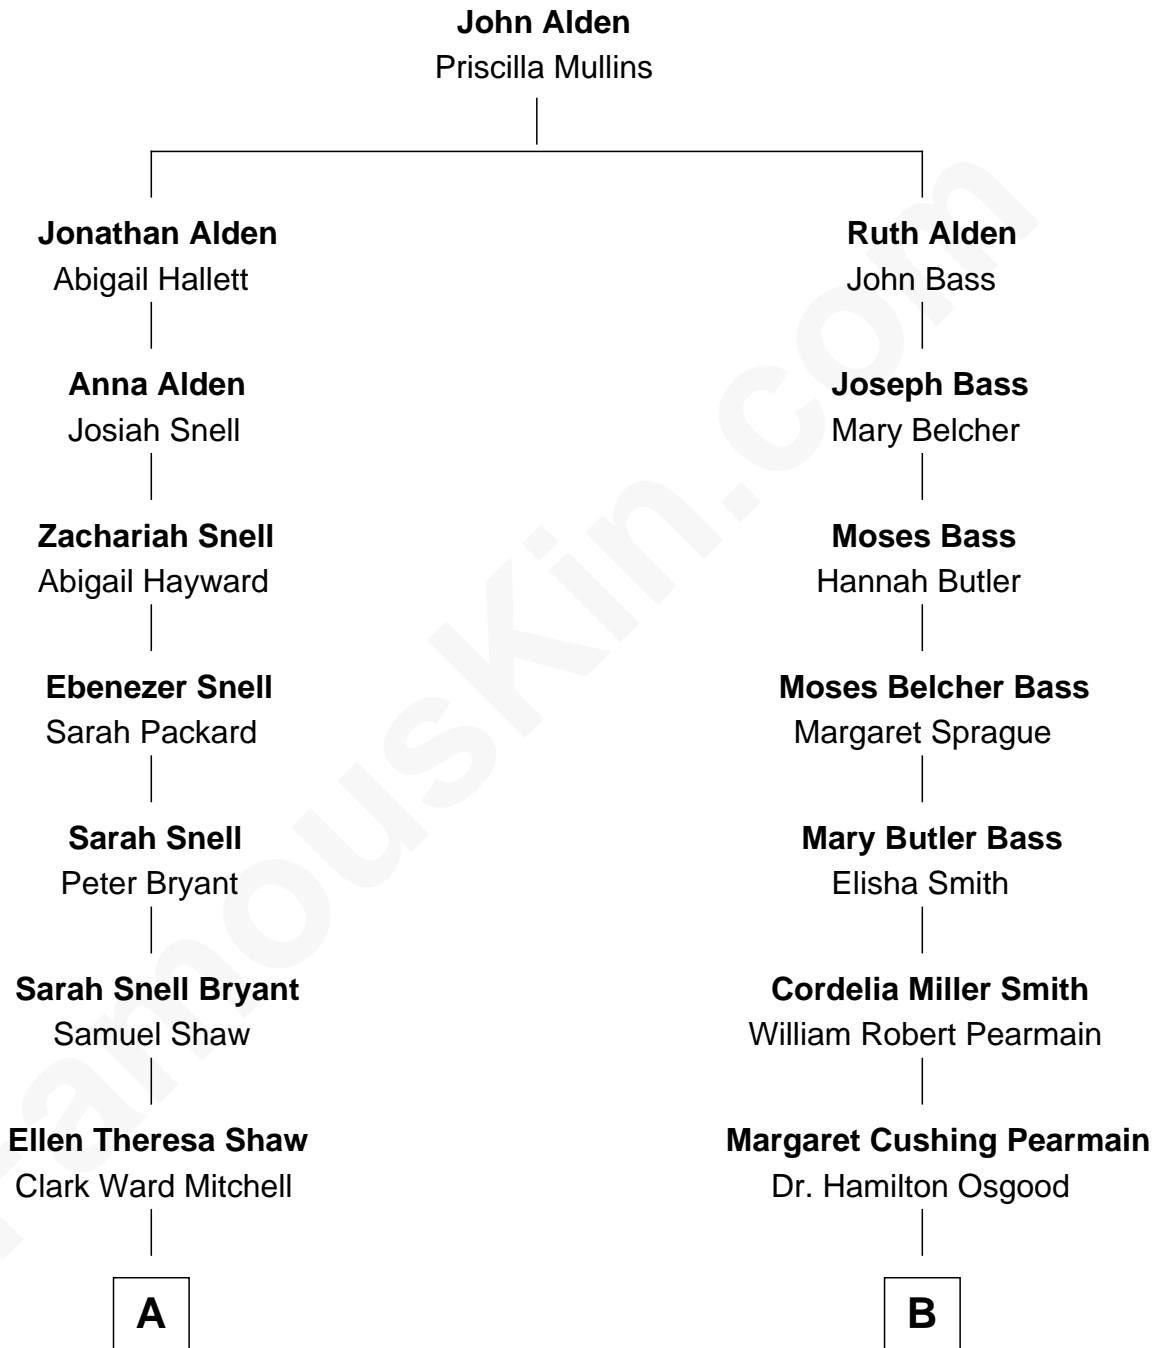 John Alden
Priscilla Mullins
Jonathan Alden
Abigail Hallett
Ruth Alden
John Bass
Anna Alden
Josiah Snell
Joseph Bass
Mary Belcher
Zachariah Snell
Abigail Hayward
Moses Bass
Hannah Butler
Ebenezer Snell
Sarah Packard
Moses Belcher Bass
Margaret Sprague
Sarah Snell
Peter Bryant
Mary Butler Bass
Elisha Smith
Sarah Snell Bryant
Samuel Shaw
Cordelia Miller Smith
William Robert Pearmain
Ellen Theresa Shaw
Clark Ward Mitchell
Margaret Cushing Pearmain
Dr. Hamilton Osgood
A
B
FamousKin.com